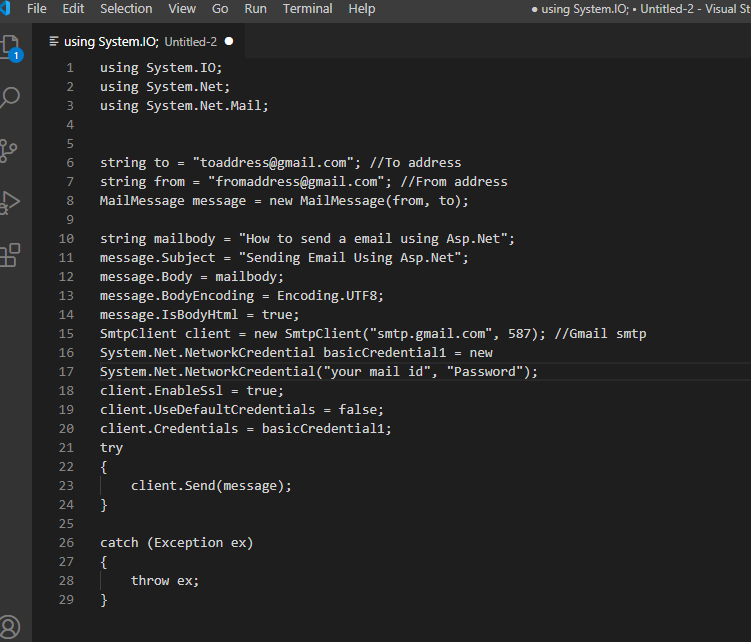 File Edit Selection View Go Run Terminal Help ● using System.IO; • Untitled-2 - Visual St
using System.IO; Untitled-2 ●
1
1 using System.IO;
2 using System.Net;
3 using System.Net.Mail;
4
5
6 string to = "toaddress@gmail.com"; //To address
7 string from = "fromaddress@gmail.com"; //From address
8 MailMessage message = new MailMessage(from, to);
9
10 string mailbody = "How to send a email using Asp.Net";
11 message.Subject = "Sending Email Using Asp.Net";
12 message.Body = mailbody;
13 message.BodyEncoding = Encoding.UTF8;
14 message.IsBodyHtml = true;
15 SmtpClient client = new SmtpClient("smtp.gmail.com", 587); //Gmail smtp
16 System.Net.NetworkCredential basicCredential1 = new
17 System.Net.NetworkCredential("your mail id", "Password");
18 client.EnableSsl = true;
19 client.UseDefaultCredentials = false;
20 client.Credentials = basicCredential1;
21 try
22 {
23     client.Send(message);
24 }
25
26 catch (Exception ex)
27 {
28     throw ex;
29 }